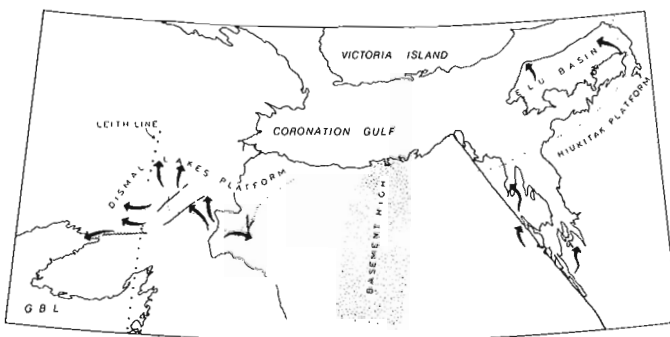 VICTORIA ISLAND
ELU BASIN
LEITH LINE
CORONATION GULF
HIUKITAK PLATFORM
DISMAL LAKES PLATFORM
BASEMENT HIGH
GBL